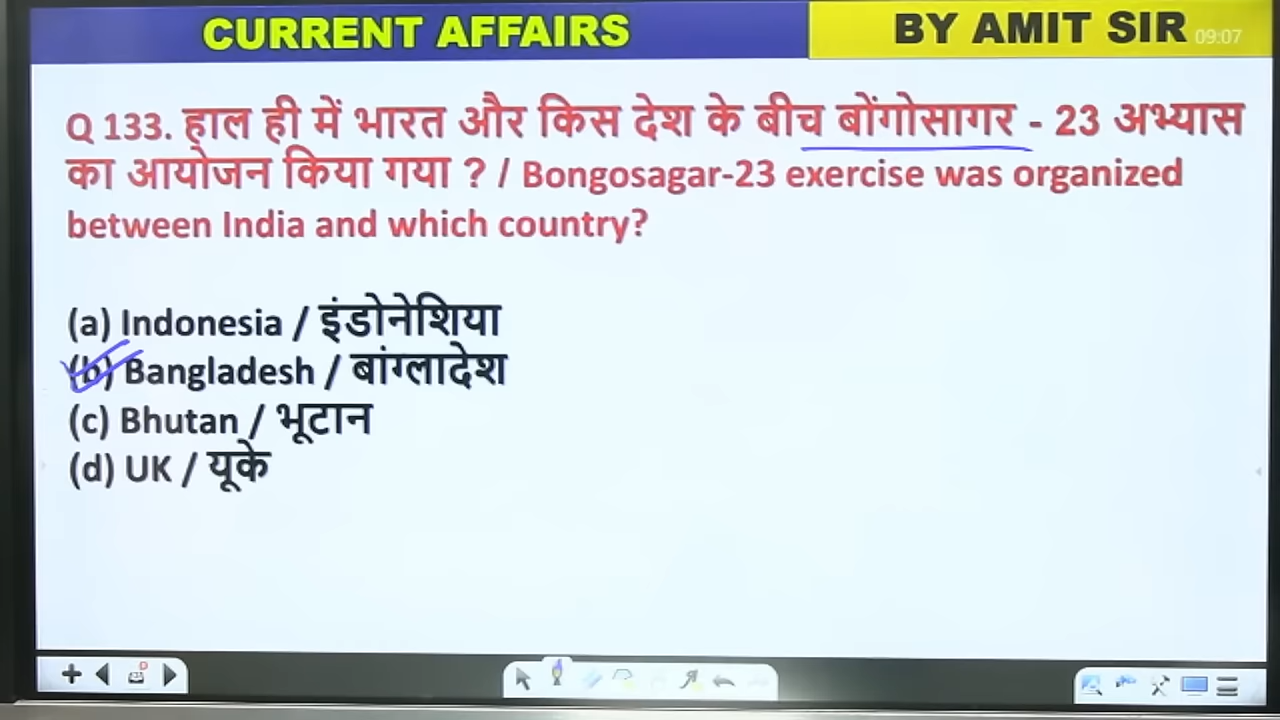 CURRENT AFFAIRS
BY AMIT SIR
09:07
Q 133. हाल ही में भारत और किस देश के बीच बोंगोसागर - 23 अभ्यास
का आयोजन किया गया ? / Bongosagar-23 exercise was organized
between India and which country?
(a) Indonesia / इंडोनेशिया
(b) Bangladesh / बांग्लादेश
(c) Bhutan / भूटान
(d) UK / यूके